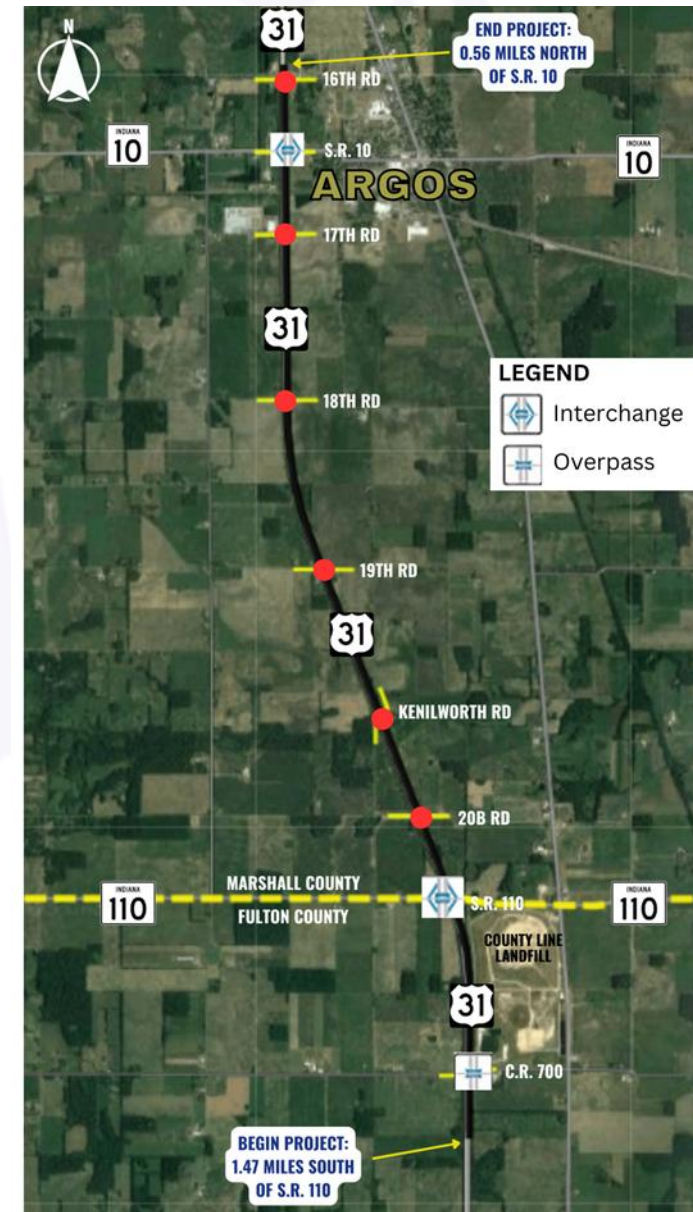 N
31
END PROJECT:
0.56 MILES NORTH
OF S.R. 10
16TH RD
INDIANA
10
S.R. 10
INDIANA
10
ARGOS
17TH RD
31
LEGEND
Interchange
Overpass
18TH RD
19TH RD
31
KENILWORTH RD
20B RD
MARSHALL COUNTY
INDIANA
110
S.R. 110
INDIANA
110
FULTON COUNTY
COUNTY LINE
LANDFILL
31
C.R. 700
BEGIN PROJECT:
1.47 MILES SOUTH
OF S.R. 110